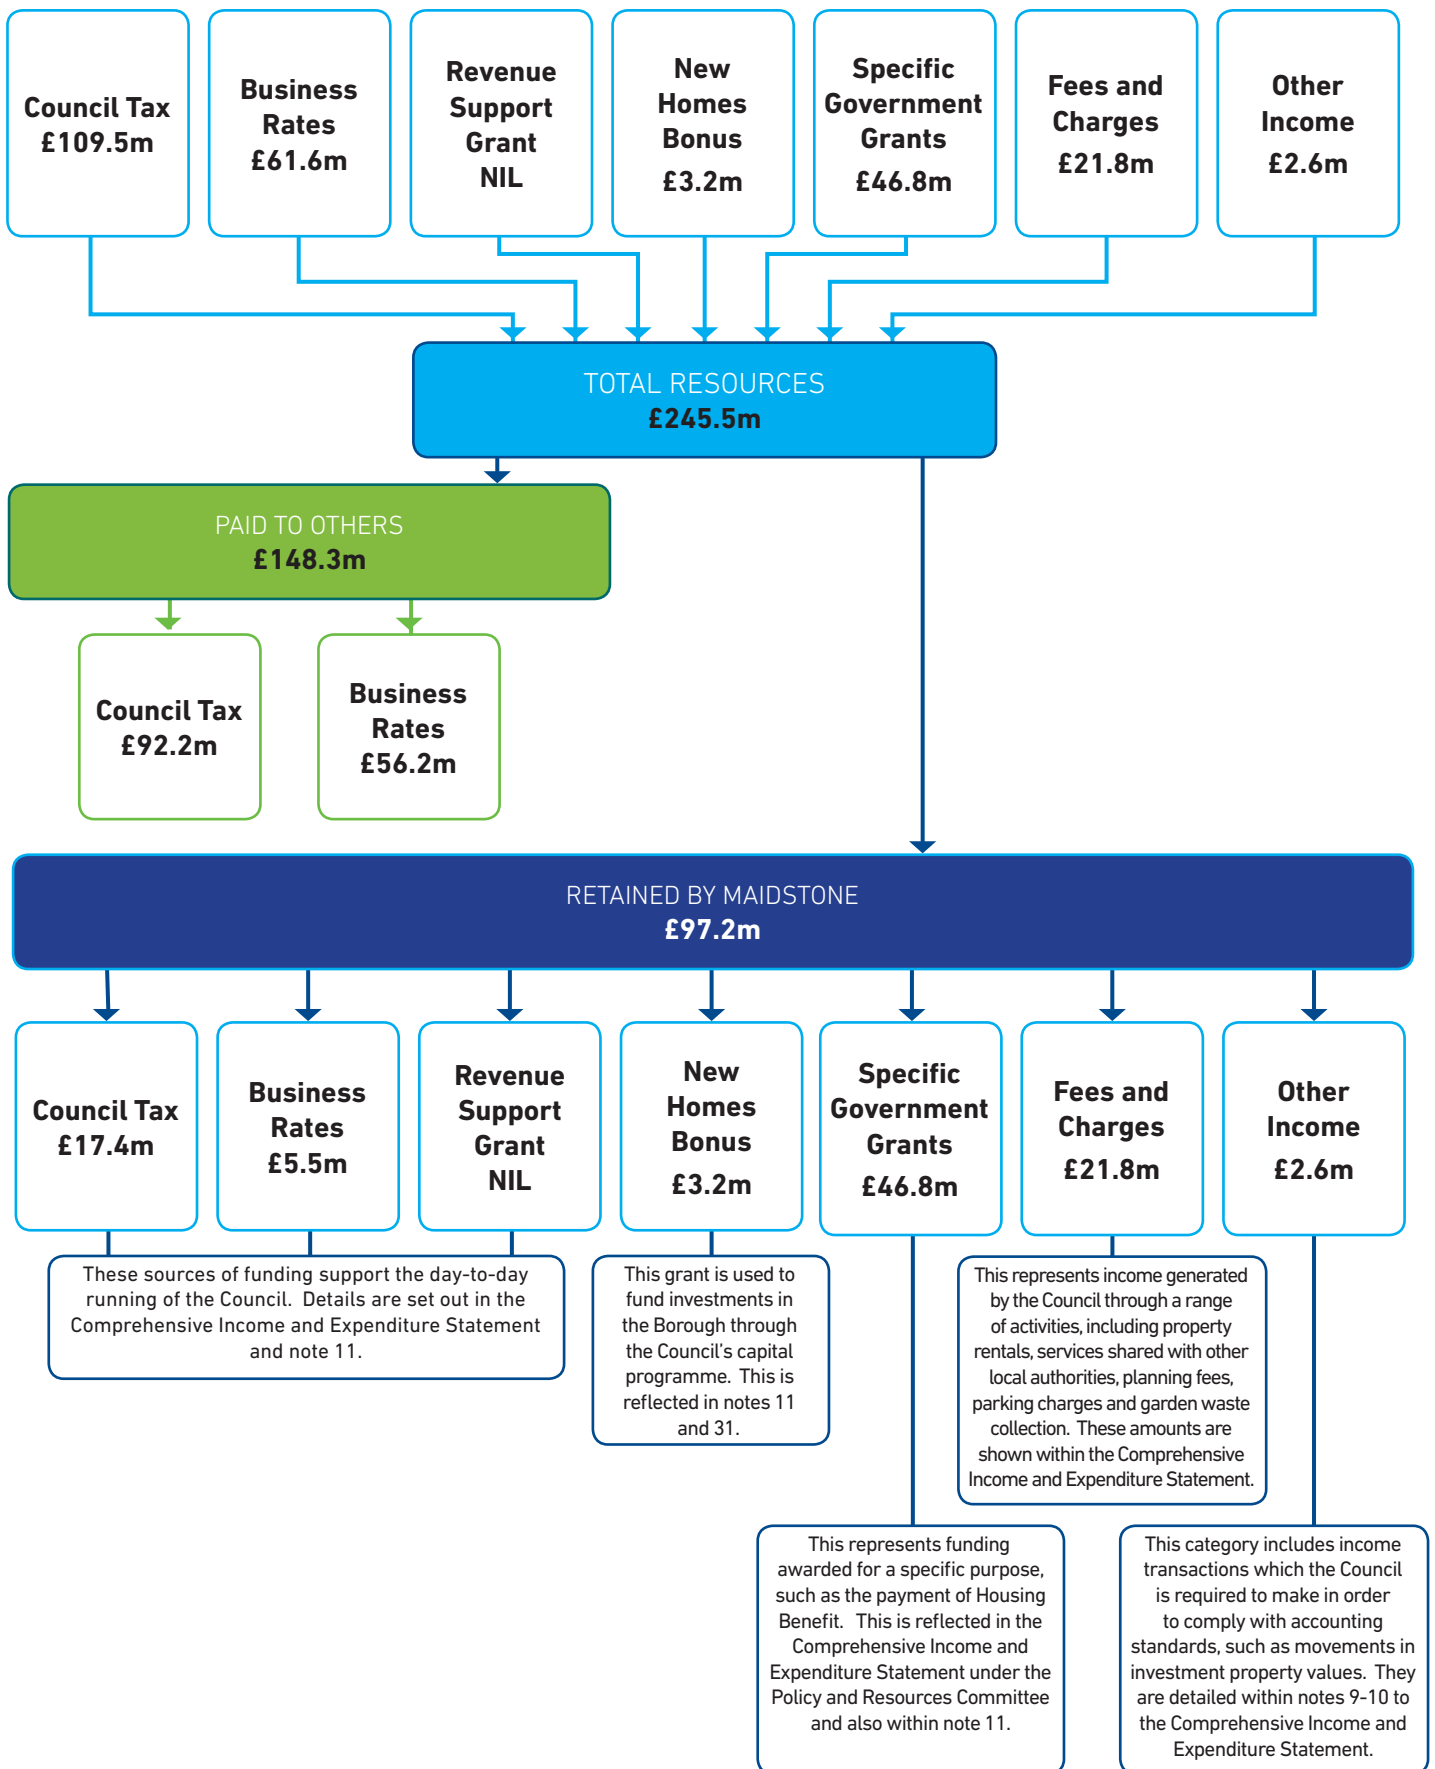 Council Tax
£109.5m
Business
Rates
£61.6m
Revenue
Support
Grant
NIL
New
Homes
Bonus
£3.2m
Specific
Government
Grants
£46.8m
Fees and
Charges
£21.8m
Other
Income
£2.6m
TOTAL RESOURCES
£245.5m
PAID TO OTHERS
£148.3m
Council Tax
£92.2m
Business
Rates
£56.2m
RETAINED BY MAIDSTONE
£97.2m
Council Tax
£17.4m
Business
Rates
£5.5m
Revenue
Support
Grant
NIL
New
Homes
Bonus
£3.2m
Specific
Government
Grants
£46.8m
Fees and
Charges
£21.8m
Other
Income
£2.6m
These sources of funding support the day-to-day
running of the Council. Details are set out in the
Comprehensive Income and Expenditure Statement
and note 11.
This grant is used to
fund investments in
the Borough through
the Council's capital
programme. This is
reflected in notes 11
and 31.
This represents income generated
by the Council through a range
of activities, including property
rentals, services shared with other
local authorities, planning fees,
parking charges and garden waste
collection. These amounts are
shown within the Comprehensive
Income and Expenditure Statement.
This represents funding
awarded for a specific purpose,
such as the payment of Housing
Benefit. This is reflected in the
Comprehensive Income and
Expenditure Statement under the
Policy and Resources Committee
and also within note 11.
This category includes income
transactions which the Council
is required to make in order
to comply with accounting
standards, such as movements in
investment property values. They
are detailed within notes 9-10 to
the Comprehensive Income and
Expenditure Statement.